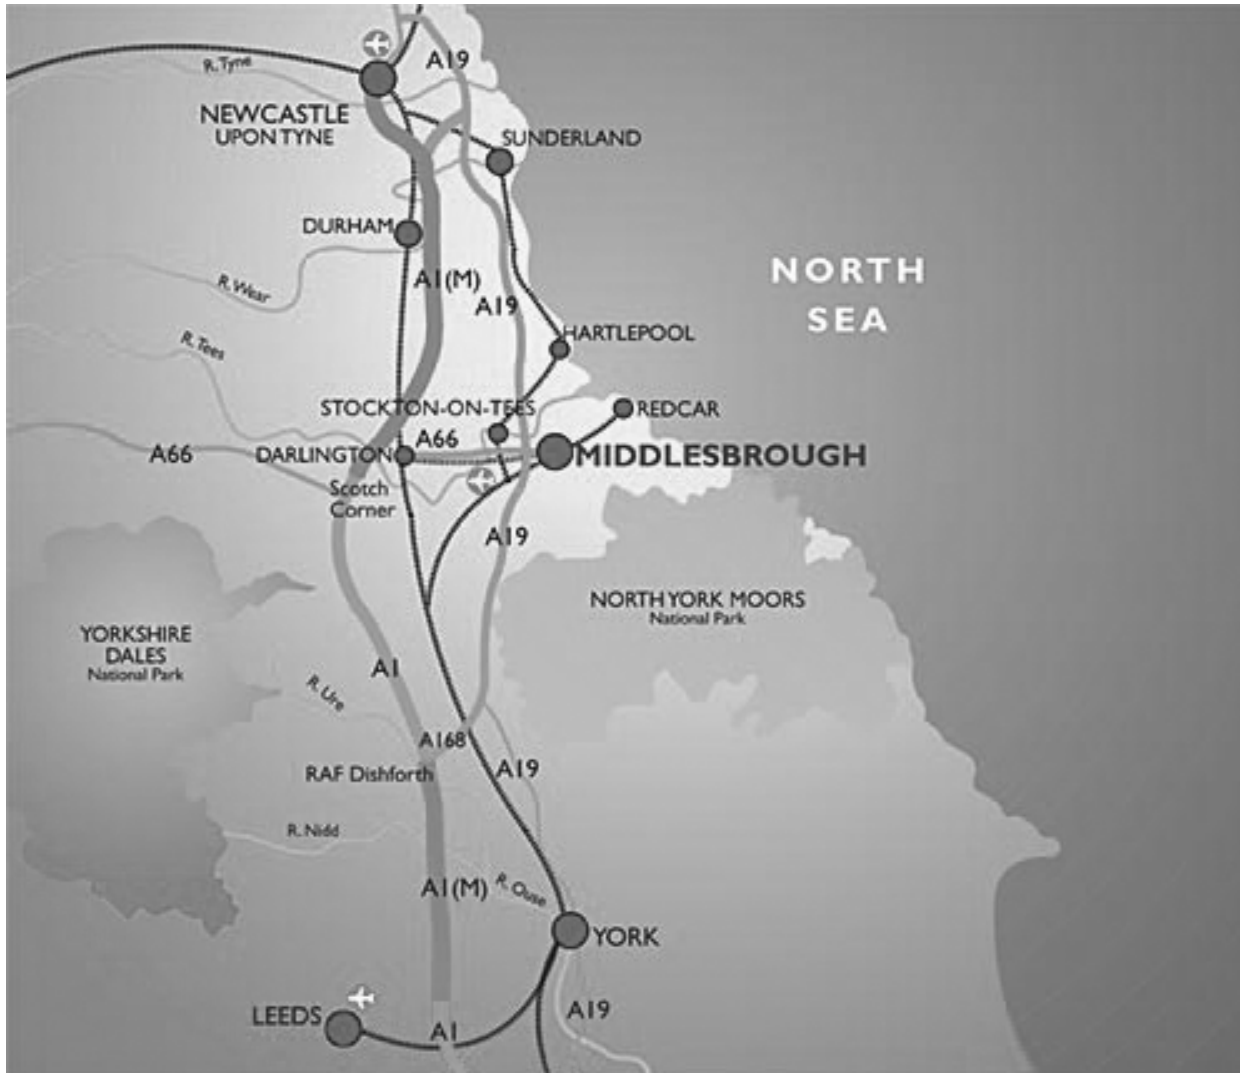 A19
R. Tyne
NEWCASTLE
UPON TYNE
SUNDERLAND
DURHAM
NORTH
SEA
A1(M)
R. Wear
A19
HARTLEPOOL
R. Tees
STOCKTON-ON-TEES
REDCAR
A66
A66
DARLINGTON
MIDDLESBROUGH
Scotch
Corner
A19
NORTH YORK MOORS
National Park
YORKSHIRE
DALES
National Park
A1
R. Ure
A168
A19
RAF Dishforth
R. Nidd
A1(M)
R. Ouse
YORK
LEEDS
A1
A19